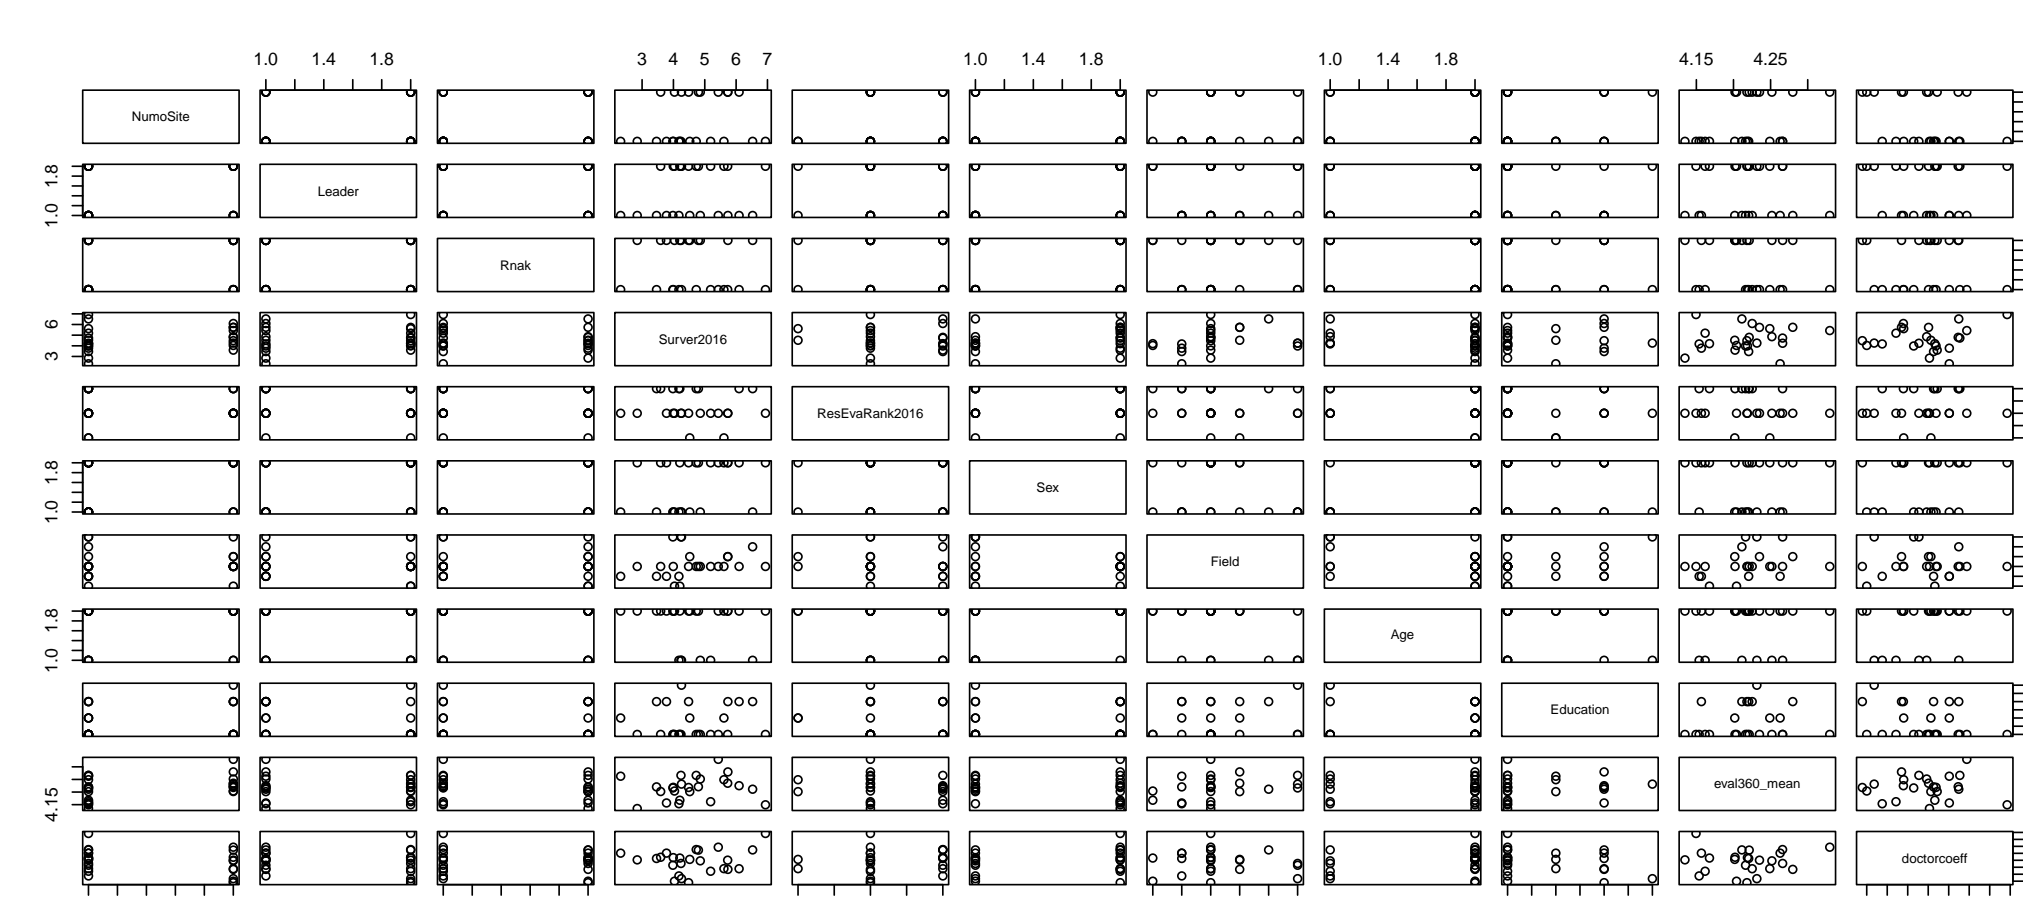 1.0 1.4 1.8 3 4 5 6 7 1.0 1.4 1.8 1.0 1.4 1.8 4.15 4.25
NumoSite
1.0 1.8
Leader
Rnak
3 6
Surver2016
ResEvaRank2016
1.0 1.8
Sex
Field
1.0 1.8
Age
Education
4.15
eval360_mean
doctorcoeff